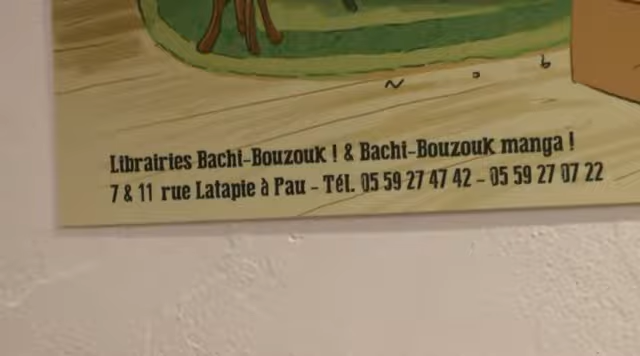 Librairies Bachi-Bouzouk ! & Bachi-Bouzouk manga !
7 & 11 rue Latapie à Pau - Tél. 05 59 27 47 42 - 05 59 27 07 22